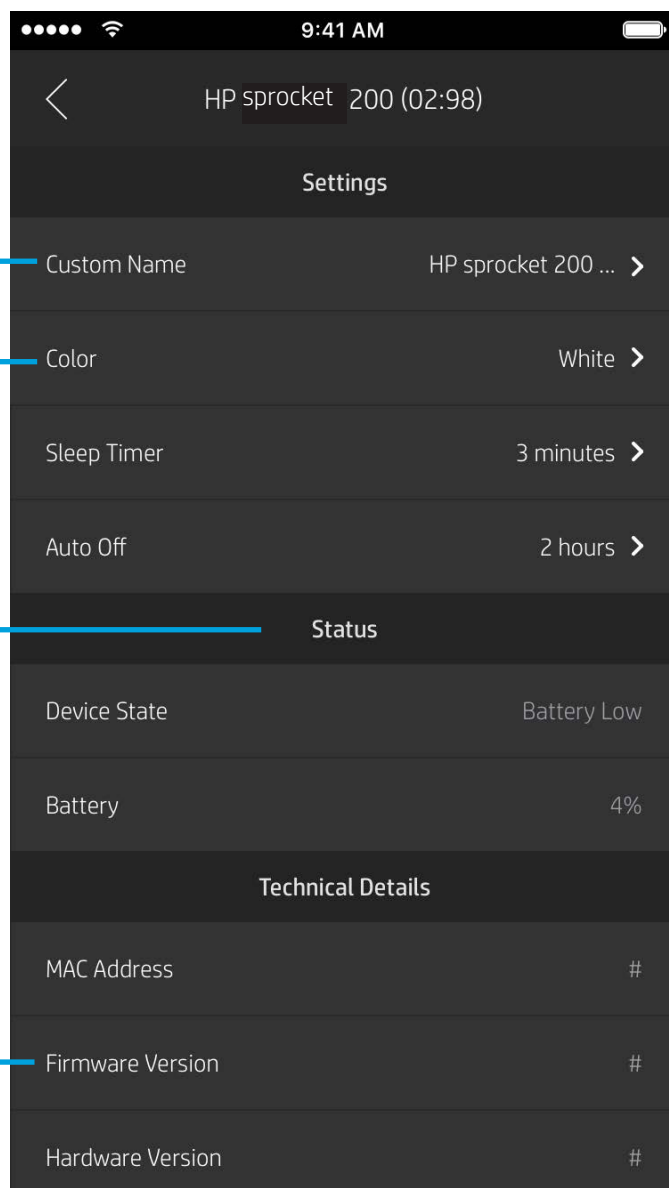 9:41 AM
HP sprocket 200 (02:98)
Settings
Custom Name HP sprocket 200 ...
Color White
Sleep Timer 3 minutes
Auto Off 2 hours
Status
Device State Battery Low
Battery 4%
Technical Details
MAC Address #
Firmware Version #
Hardware Version #